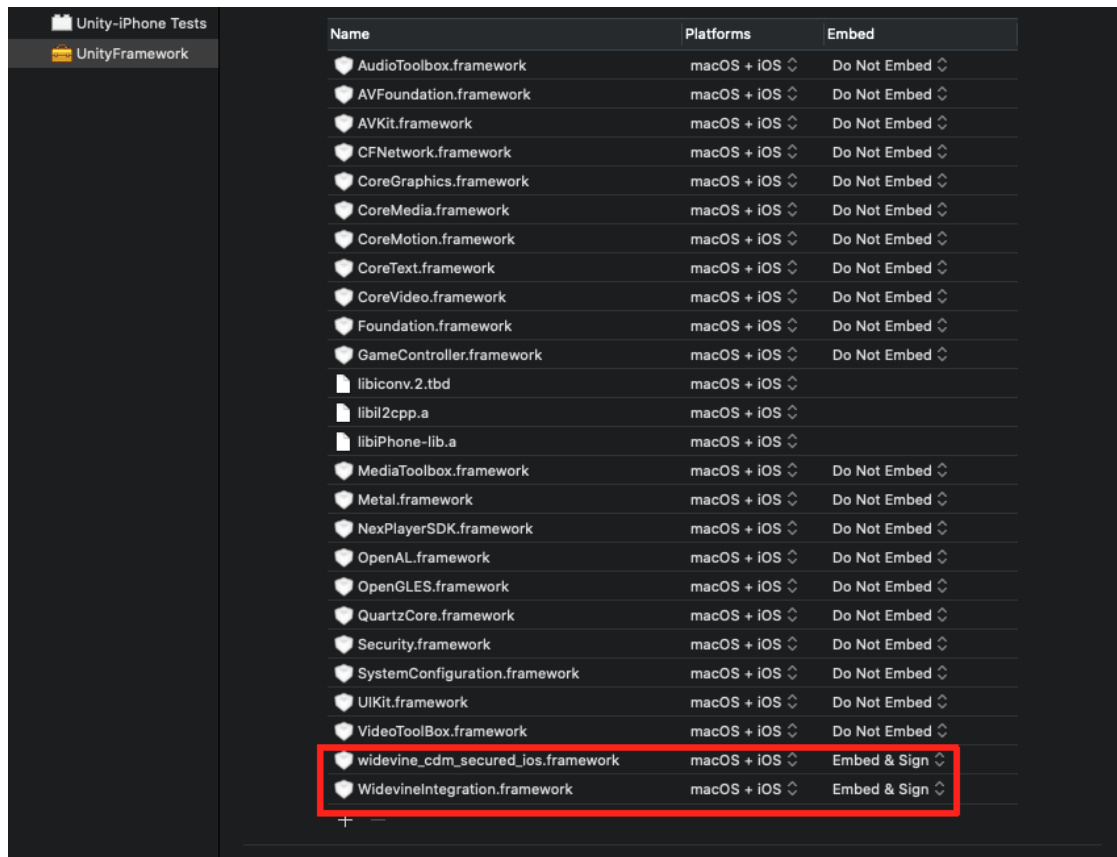 Unity-iPhone Tests
UnityFramework
Name Platforms Embed
AudioToolbox.framework macOS + iOS Do Not Embed
AVFoundation.framework macOS + iOS Do Not Embed
AVKit.framework macOS + iOS Do Not Embed
CFNetwork.framework macOS + iOS Do Not Embed
CoreGraphics.framework macOS + iOS Do Not Embed
CoreMedia.framework macOS + iOS Do Not Embed
CoreMotion.framework macOS + iOS Do Not Embed
CoreText.framework macOS + iOS Do Not Embed
CoreVideo.framework macOS + iOS Do Not Embed
Foundation.framework macOS + iOS Do Not Embed
GameController.framework macOS + iOS Do Not Embed
libiconv.2.tbd macOS + iOS
libil2cpp.a macOS + iOS
libiPhone-lib.a macOS + iOS
MediaToolbox.framework macOS + iOS Do Not Embed
Metal.framework macOS + iOS Do Not Embed
NexPlayerSDK.framework macOS + iOS Do Not Embed
OpenAL.framework macOS + iOS Do Not Embed
OpenGLES.framework macOS + iOS Do Not Embed
QuartzCore.framework macOS + iOS Do Not Embed
Security.framework macOS + iOS Do Not Embed
SystemConfiguration.framework macOS + iOS Do Not Embed
UIKit.framework macOS + iOS Do Not Embed
VideoToolBox.framework macOS + iOS Do Not Embed
widevine_cdm_secured_ios.framework macOS + iOS Embed & Sign
WidevineIntegration.framework macOS + iOS Embed & Sign